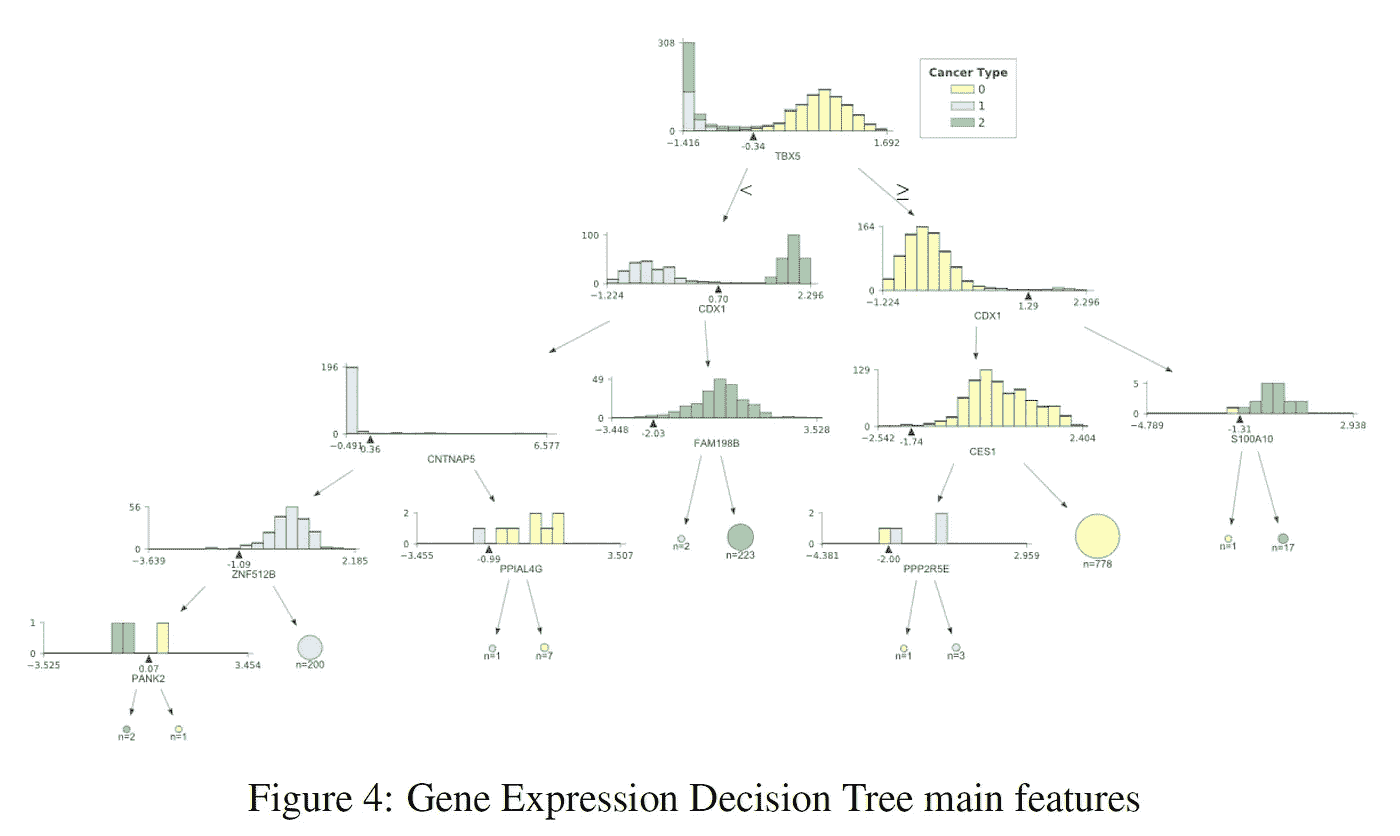 308
0
−1.416
-0.34
1.692
TBX5
Cancer Type
0
1
2
<
≥
100
0
−1.224
0.70
2.296
CDX1
164
0
−1.224
1.29
2.296
CDX1
196
0
−0.491
0.36
6.577
CNTNAP5
49
0
−3.448
-2.03
3.528
FAM198B
129
0
−2.542
-1.74
2.404
CES1
5
0
−4.789
-1.31
2.938
S100A10
56
0
−3.639
-1.09
2.185
ZNF512B
2
0
−3.455
-0.99
3.507
PPIAL4G
n=2
n=223
2
0
−4.381
-2.00
2.959
PPP2R5E
n=778
n=1
n=17
1
0
−3.525
0.07
3.454
PANK2
n=200
n=1
n=7
n=1
n=3
n=2
n=1
Figure 4: Gene Expression Decision Tree main features